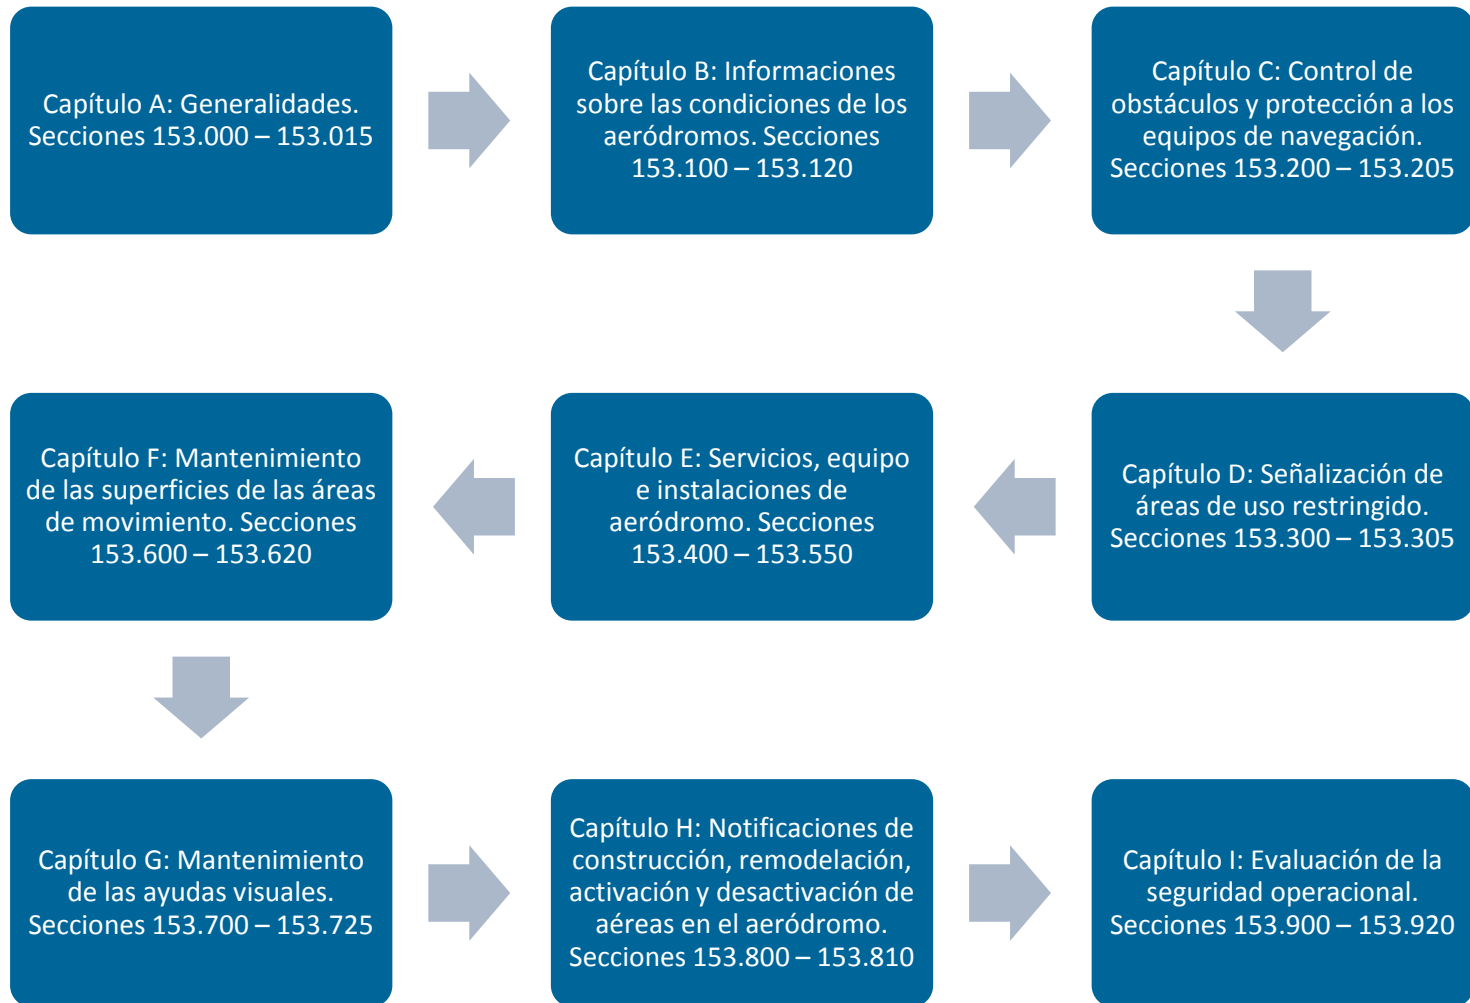 Capítulo A: Generalidades.
Secciones 153.000 – 153.015
Capítulo B: Informaciones
sobre las condiciones de los
aeródromos. Secciones
153.100 – 153.120
Capítulo C: Control de
obstáculos y protección a los
equipos de navegación.
Secciones 153.200 – 153.205
Capítulo D: Señalización de
áreas de uso restringido.
Secciones 153.300 – 153.305
Capítulo E: Servicios, equipo
e instalaciones de
aeródromo. Secciones
153.400 – 153.550
Capítulo F: Mantenimiento
de las superficies de las áreas
de movimiento. Secciones
153.600 – 153.620
Capítulo G: Mantenimiento
de las ayudas visuales.
Secciones 153.700 – 153.725
Capítulo H: Notificaciones de
construcción, remodelación,
activación y desactivación de
aéreas en el aeródromo.
Secciones 153.800 – 153.810
Capítulo I: Evaluación de la
seguridad operacional.
Secciones 153.900 – 153.920